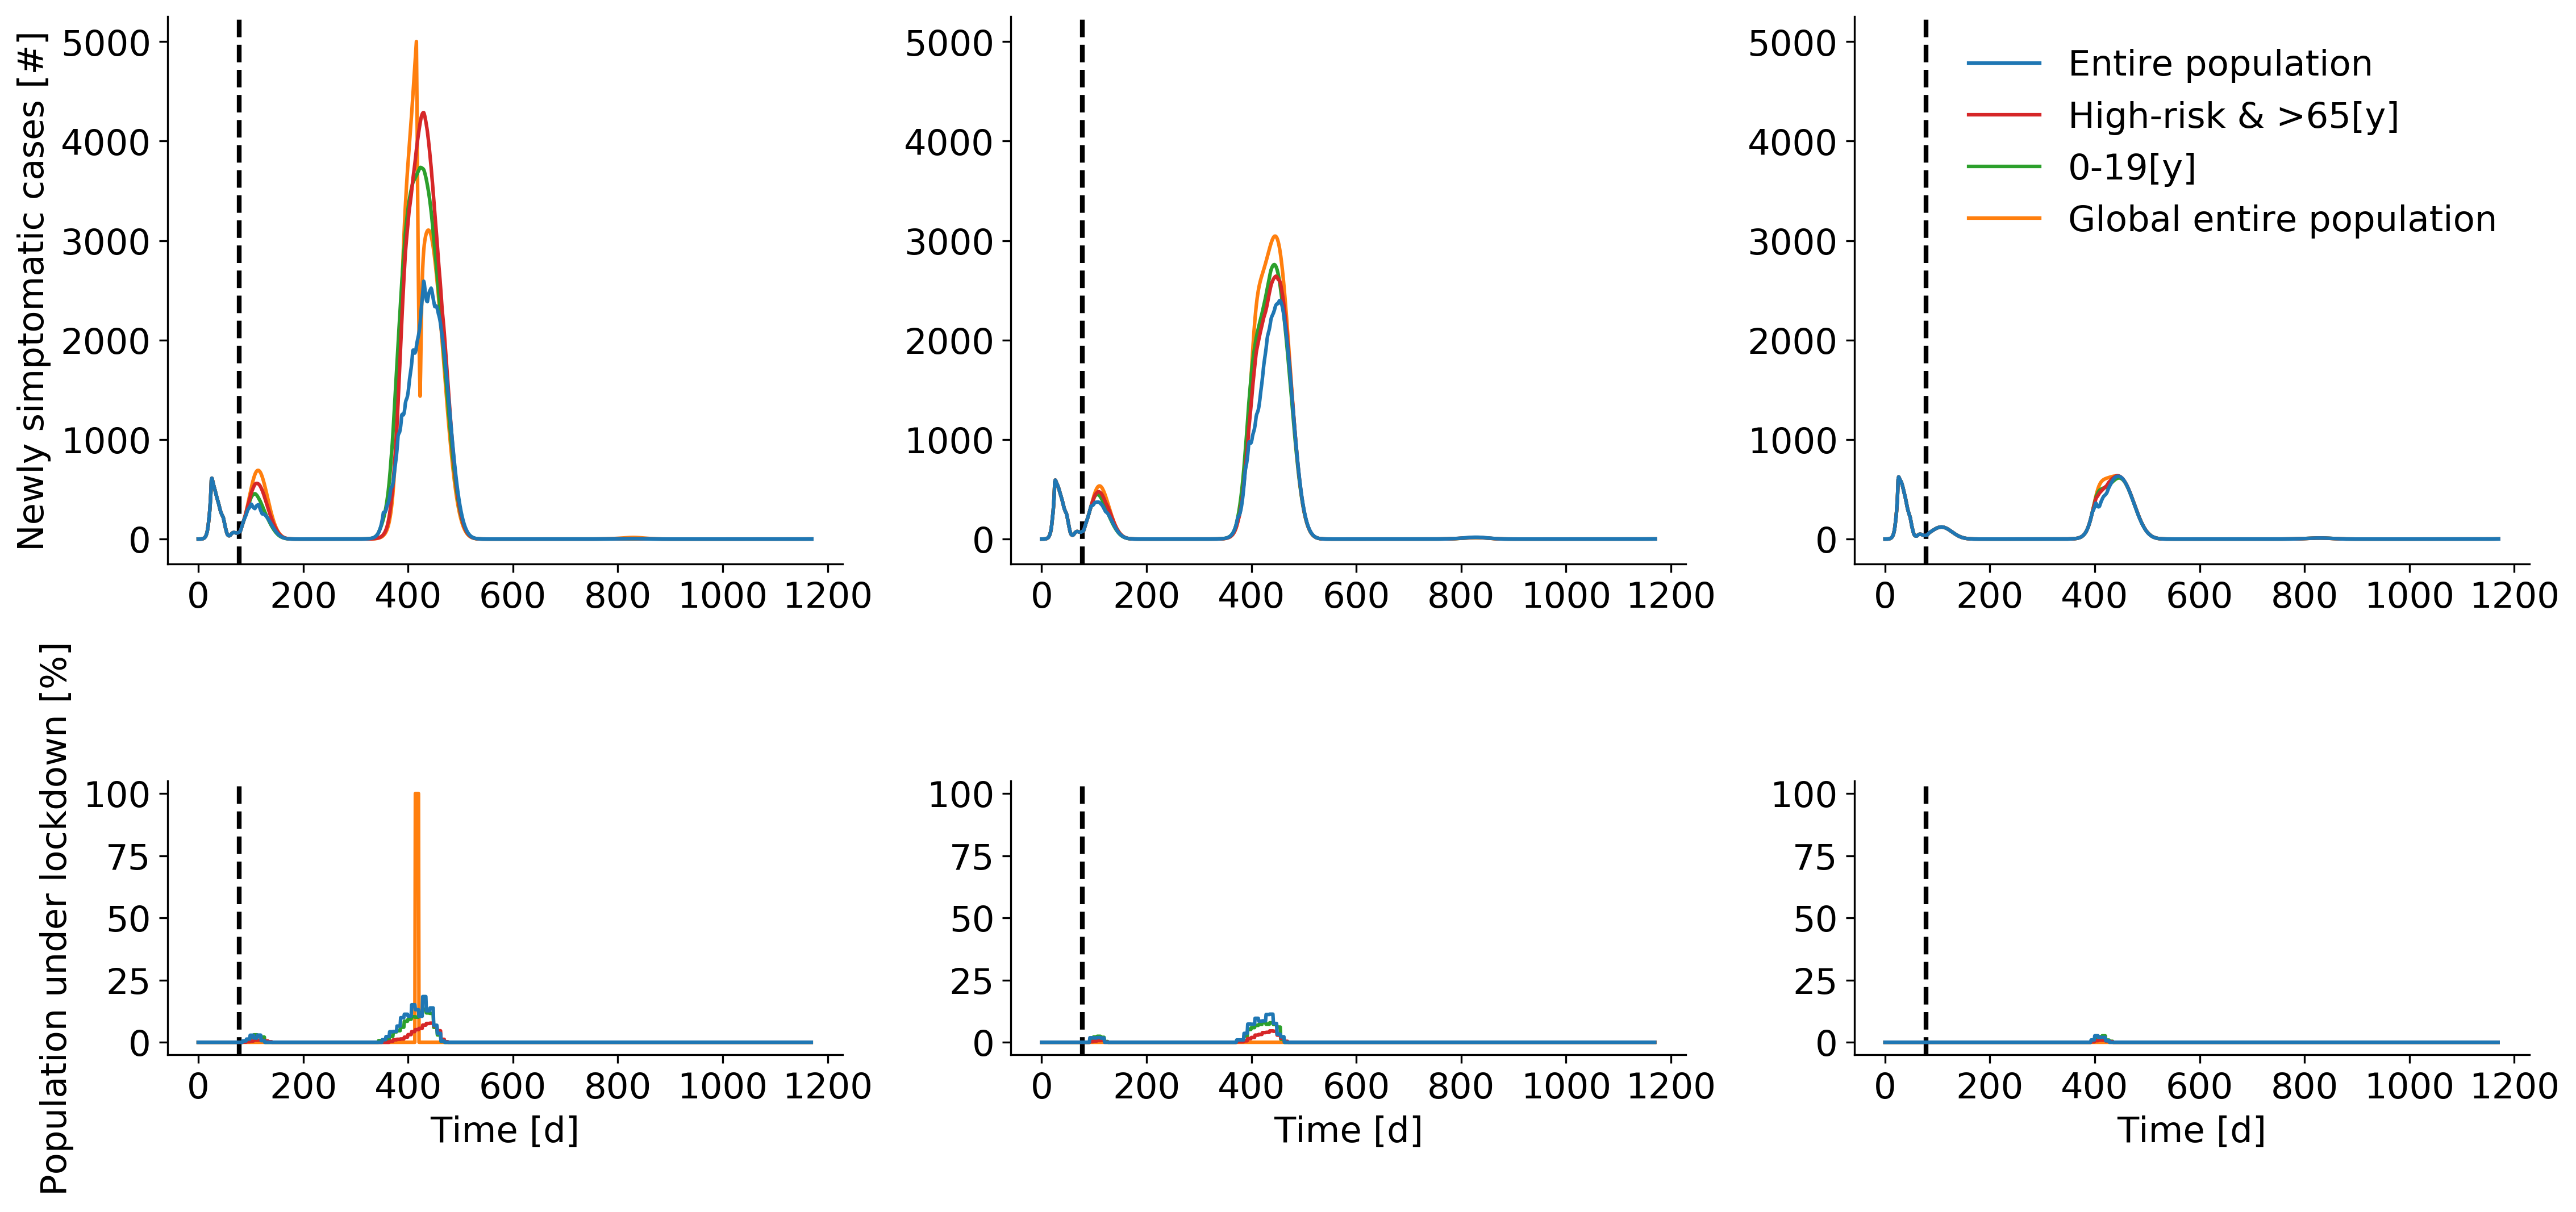 Newly simptomatic cases [#]
5000
4000
3000
2000
1000
0
0 200 400 600 800 1000 1200
5000
4000
3000
2000
1000
0
0 200 400 600 800 1000 1200
5000
4000
3000
2000
1000
0
0 200 400 600 800 1000 1200
Entire population
High-risk & >65[y]
0-19[y]
Global entire population
Population under lockdown [%]
100
75
50
25
0
0 200 400 600 800 1000 1200
Time [d]
100
75
50
25
0
0 200 400 600 800 1000 1200
Time [d]
100
75
50
25
0
0 200 400 600 800 1000 1200
Time [d]